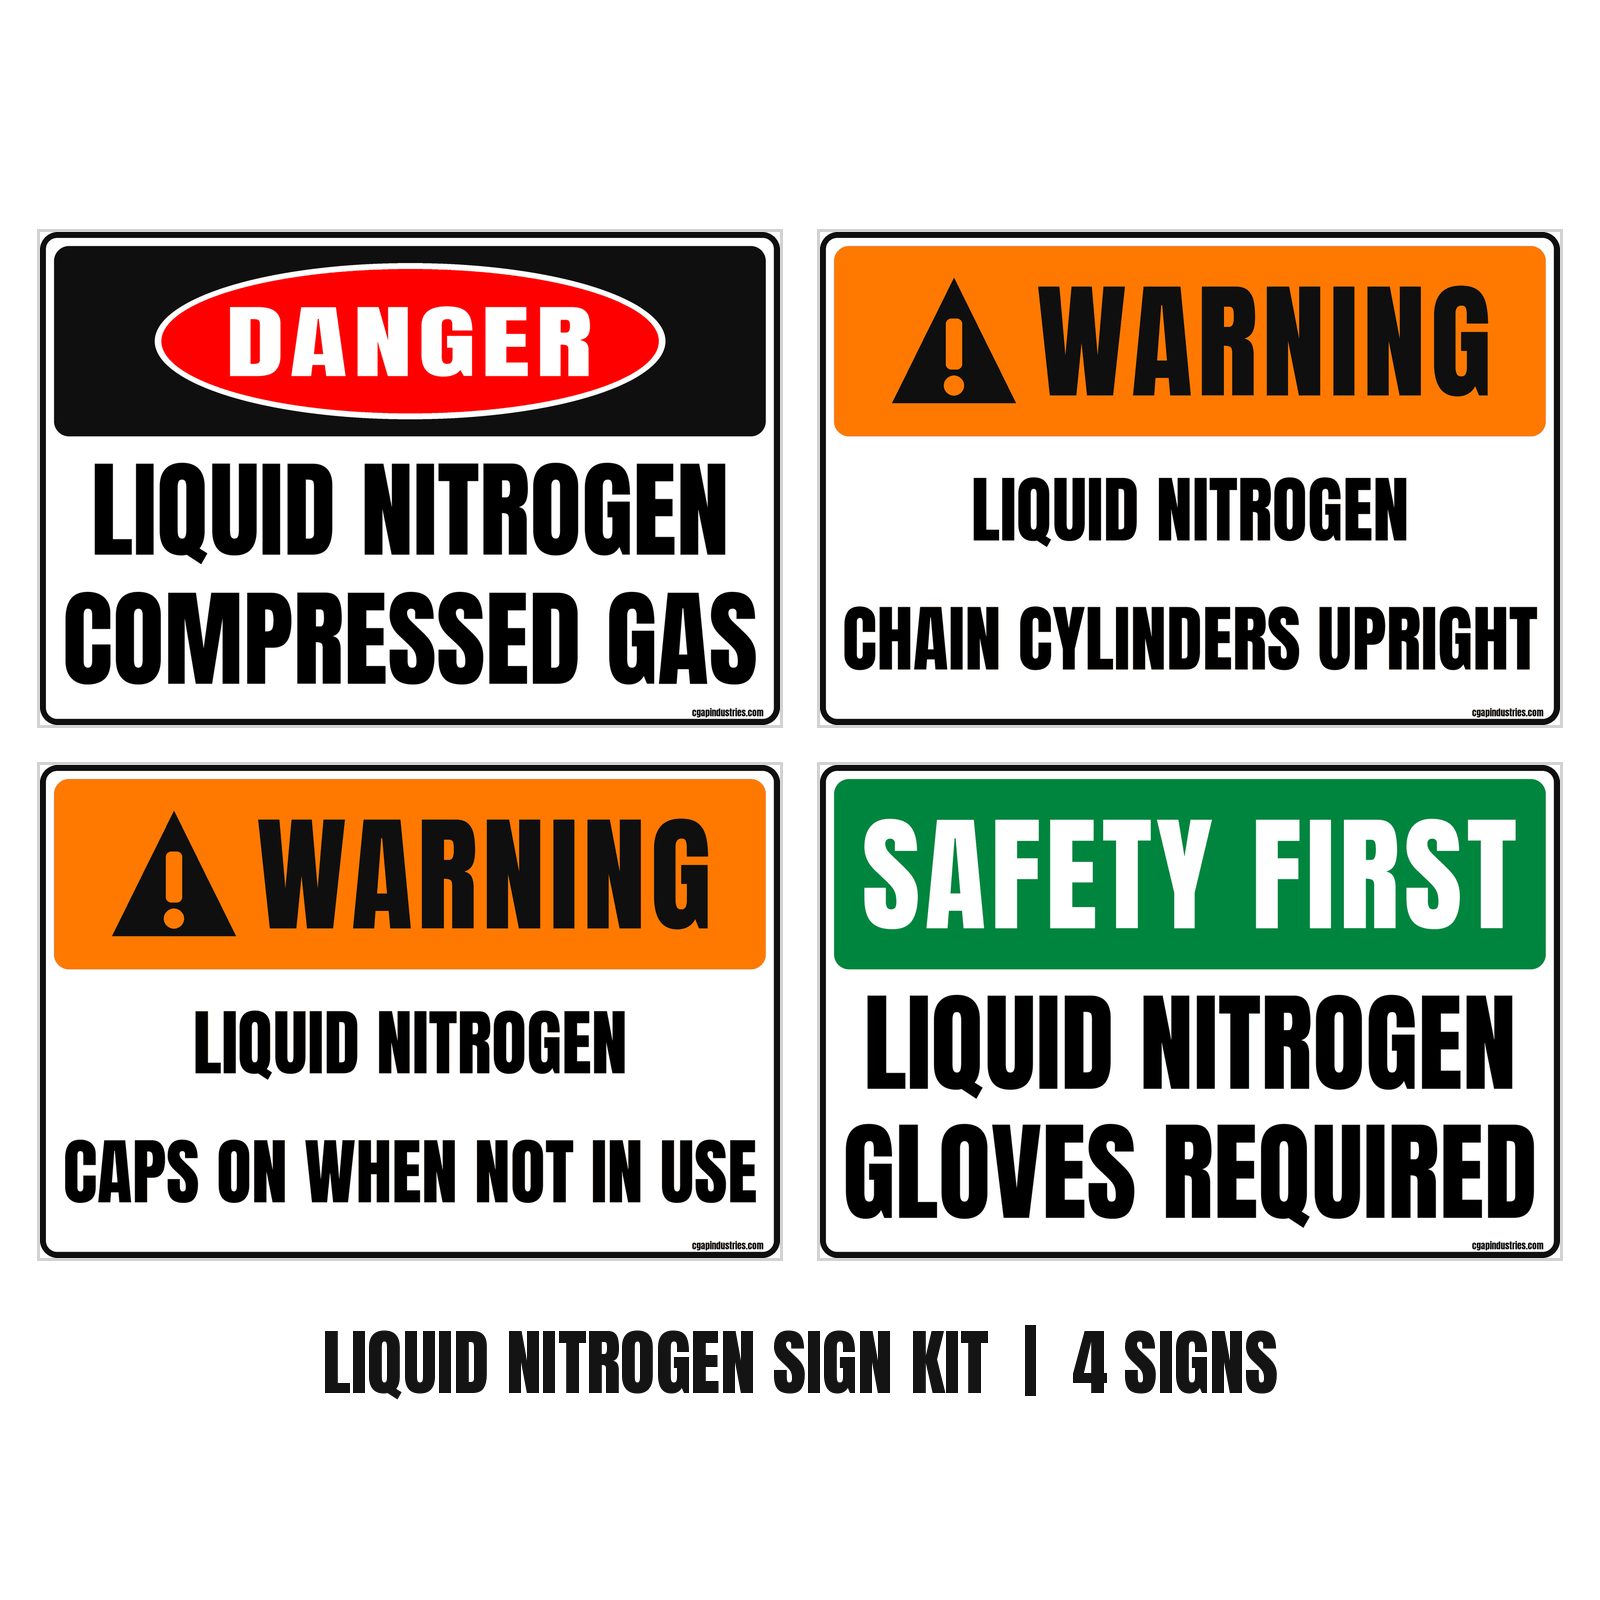 DANGER
LIQUID NITROGEN
COMPRESSED GAS
cgapindustries.com
WARNING
LIQUID NITROGEN
CHAIN CYLINDERS UPRIGHT
cgapindustries.com
WARNING
LIQUID NITROGEN
CAPS ON WHEN NOT IN USE
cgapindustries.com
SAFETY FIRST
LIQUID NITROGEN
GLOVES REQUIRED
cgapindustries.com
LIQUID NITROGEN SIGN KIT | 4 SIGNS